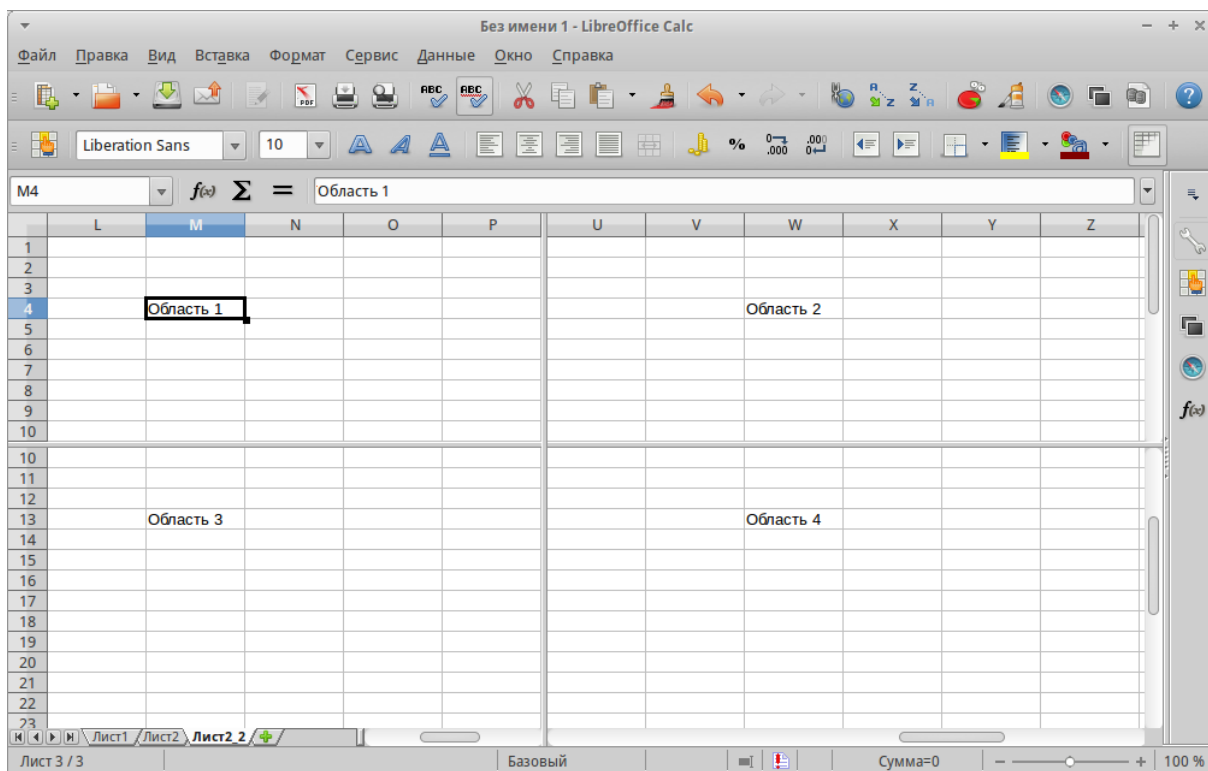 Без имени 1 - LibreOffice Calc
Файл Правка Вид Вставка Формат Сервис Данные Окно Справка
Liberation Sans 10
M4 f(x) Σ = Область 1
L M N O P U V W X Y Z
1
2
3
4 Область 1 Область 2
5
6
7
8
9
10
10
11
12
13 Область 3 Область 4
14
15
16
17
18
19
20
21
22
23
Лист1 Лист2 Лист2_2
Лист 3 / 3 Базовый Сумма=0 100 %